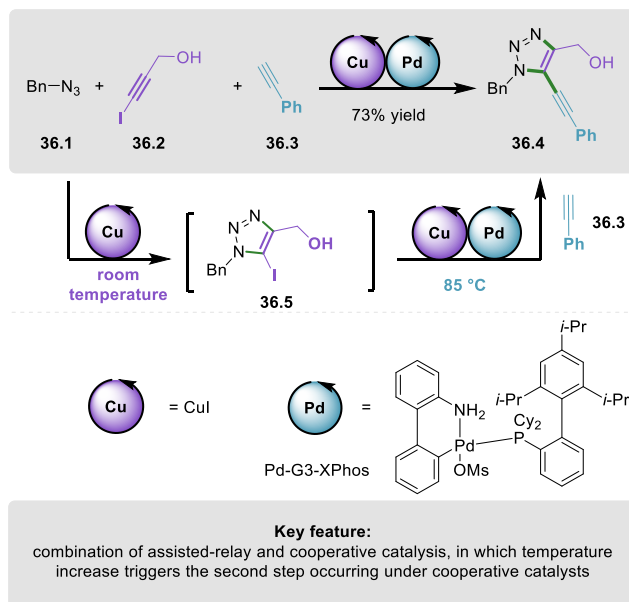 Bn–N3 + I OH + Ph
36.1 36.2 36.3
Cu Pd
73% yield
N N N Bn OH Ph
36.4
Cu
room
temperature
N N N Bn I OH
36.5
Cu Pd
85 °C
Ph 36.3
Cu = CuI
Pd =
Pd-G3-XPhos
NH2 Pd OMs P Cy2 i-Pr i-Pr i-Pr
Key feature:
combination of assisted-relay and cooperative catalysis, in which temperature
increase triggers the second step occurring under cooperative catalysts